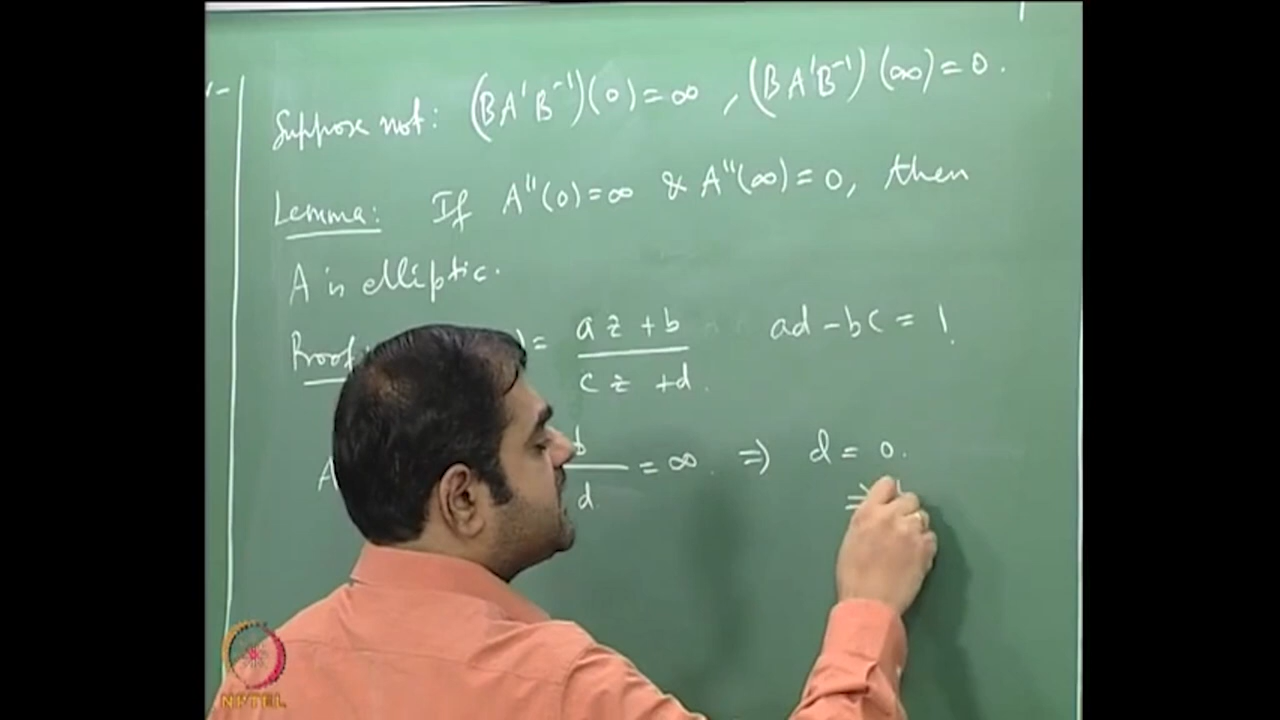 Suppose not: (BA'B⁻¹)(0) = ∞, (BA'B⁻¹)(∞) = 0.
Lemma: If A"(0) = ∞ & A"(∞) = 0, then
A is elliptic.
Proof: = az + b / cz + d. ad - bc = 1.
A b / d = ∞. ⇒ d = 0.
⇒
NPTEL